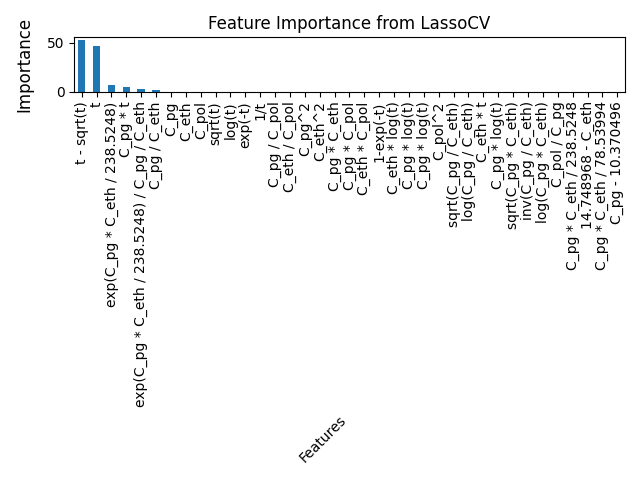 Feature Importance from LassoCV
Importance
50
0
t - sqrt(t)
t
exp(C_pg * C_eth / 238.5248)
C_pg * t
exp(C_pg * C_eth / 238.5248) / C_pg / C_eth
C_pg / C_eth
C_pg
C_eth
C_pol
sqrt(t)
log(t)
exp(-t)
1/t
C_pg / C_pol
C_eth / C_pol
C_pg^2
C_eth^2
C_pg * C_eth
C_pg * C_pol
C_eth * C_pol
1-exp(-t)
C_eth * log(t)
C_pg * log(t)
C_pg * log(t)
C_pol^2
sqrt(C_pg / C_eth)
log(C_pg / C_eth)
C_eth * t
C_pg * log(t)
sqrt(C_pg * C_eth)
inv(C_pg / C_eth)
log(C_pg * C_eth)
C_pol / C_pg
C_pg * C_eth / 238.5248
14.748968 - C_eth
C_pg * C_eth / 78.53994
C_pg - 10.370496
Features